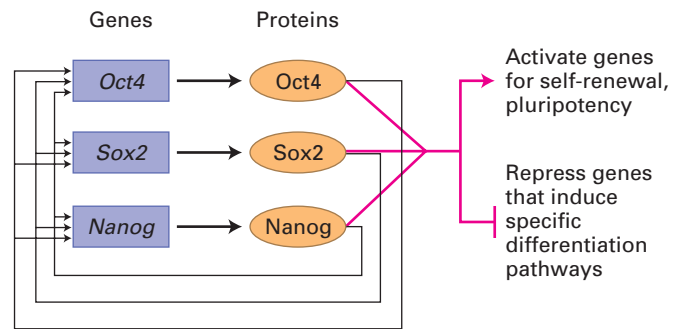 Genes
Proteins
Oct4
Oct4
Sox2
Sox2
Nanog
Nanog
Activate genes
for self-renewal,
pluripotency
Repress genes
that induce
specific
differentiation
pathways